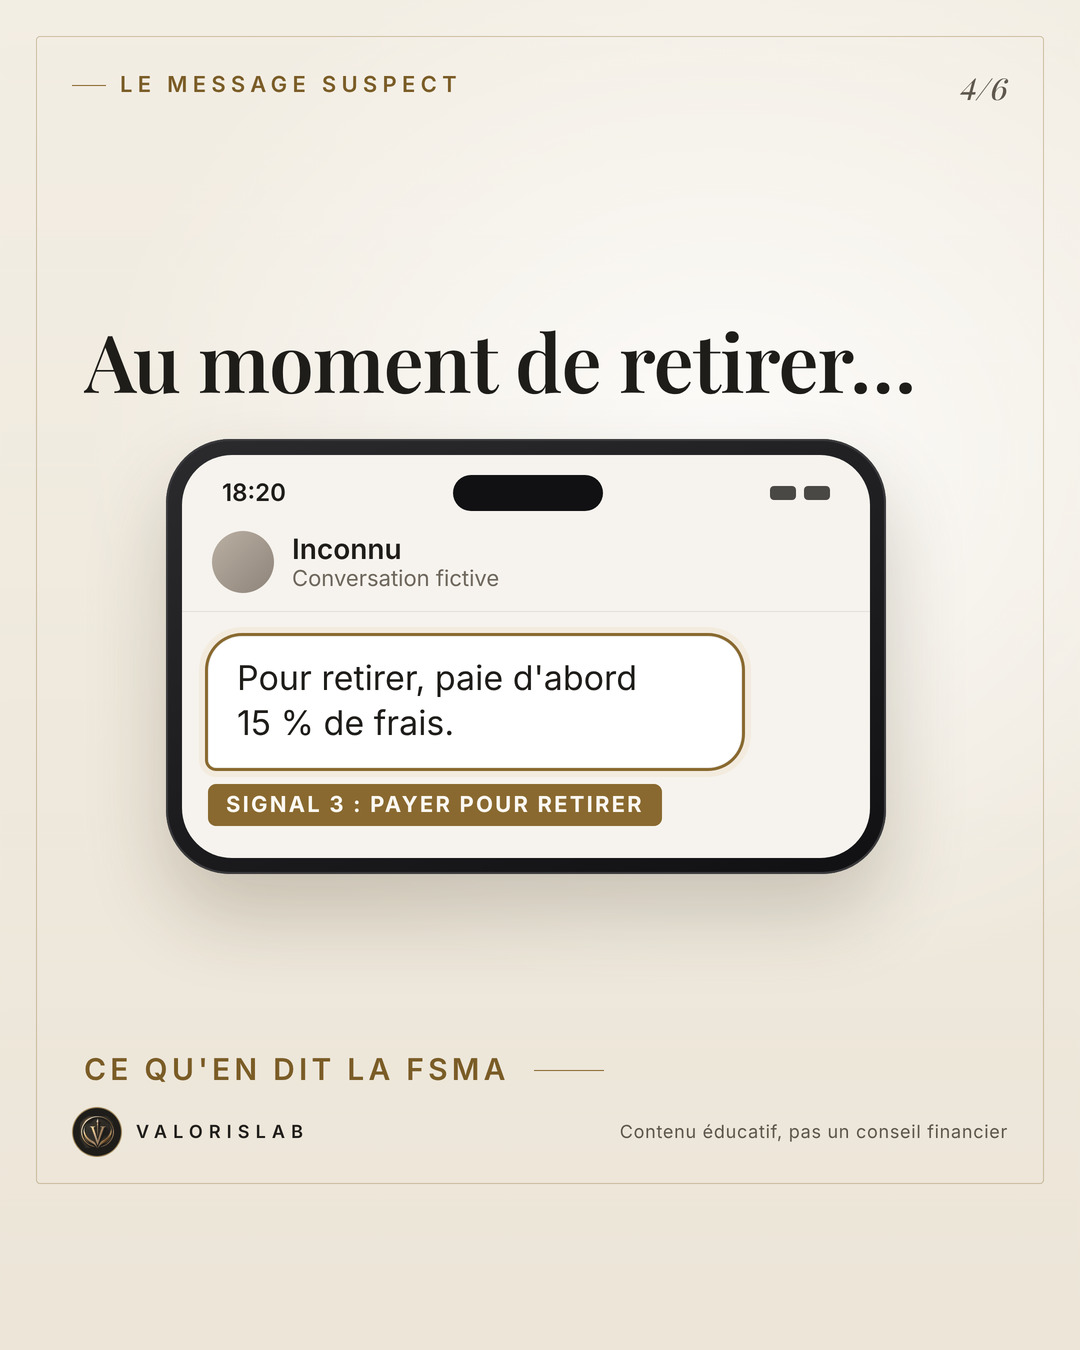 LE MESSAGE SUSPECT
4/6
Au moment de retirer...
18:20
Inconnu
Conversation fictive
Pour retirer, paie d'abord
15 % de frais.
SIGNAL 3 : PAYER POUR RETIRER
CE QU'EN DIT LA FSMA
VALORISLAB
Contenu éducatif, pas un conseil financier